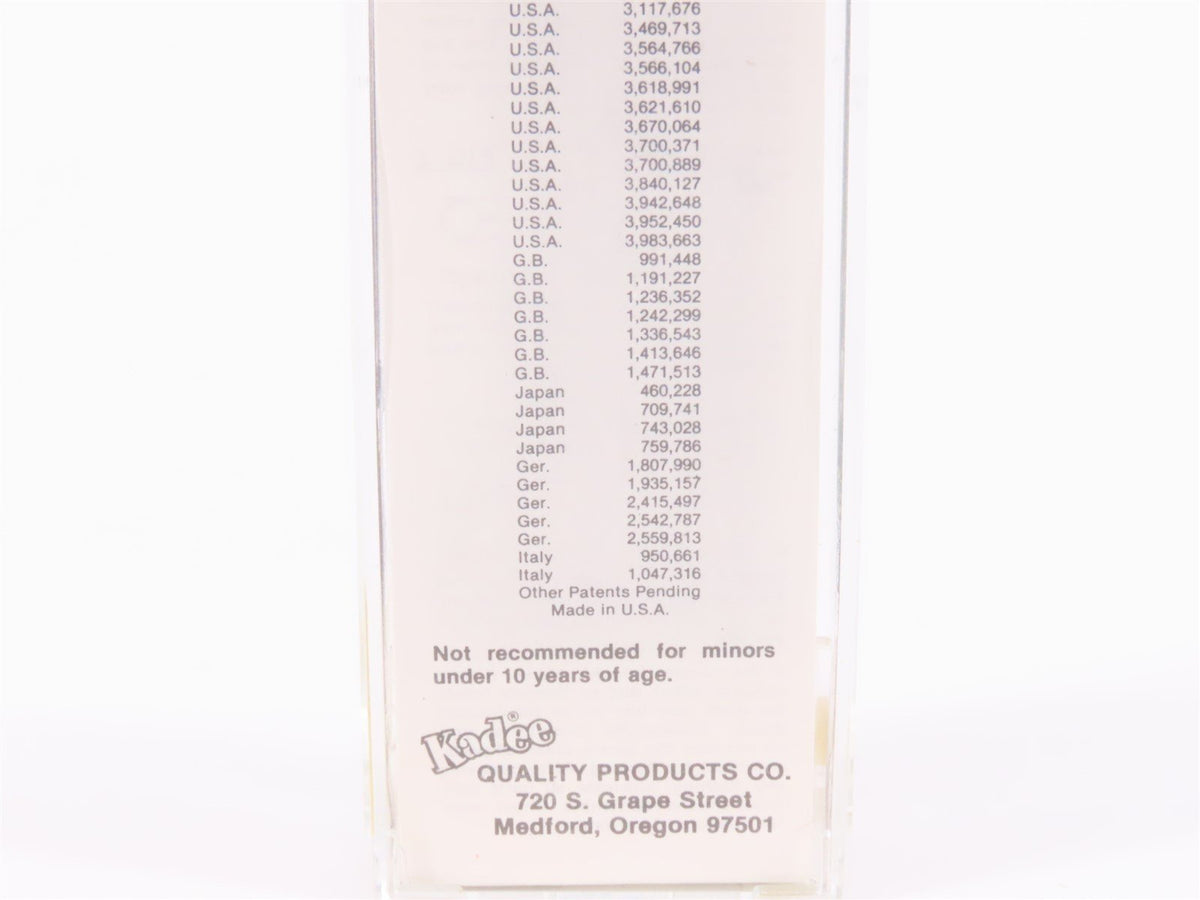 U.S.A. 3,117,676
U.S.A. 3,469,713
U.S.A. 3,564,766
U.S.A. 3,566,104
U.S.A. 3,618,991
U.S.A. 3,621,610
U.S.A. 3,670,064
U.S.A. 3,700,371
U.S.A. 3,700,889
U.S.A. 3,840,127
U.S.A. 3,942,648
U.S.A. 3,952,450
U.S.A. 3,983,663
G.B. 991,448
G.B. 1,191,227
G.B. 1,236,352
G.B. 1,242,299
G.B. 1,336,543
G.B. 1,413,646
G.B. 1,471,513
Japan 460,228
Japan 709,741
Japan 743,028
Japan 759,786
Ger. 1,807,990
Ger. 1,935,157
Ger. 2,415,497
Ger. 2,542,787
Ger. 2,559,813
Italy 950,661
Italy 1,047,316
Other Patents Pending
Made in U.S.A.
Not recommended for minors
under 10 years of age.
Kadee®
QUALITY PRODUCTS CO.
720 S. Grape Street
Medford, Oregon 97501